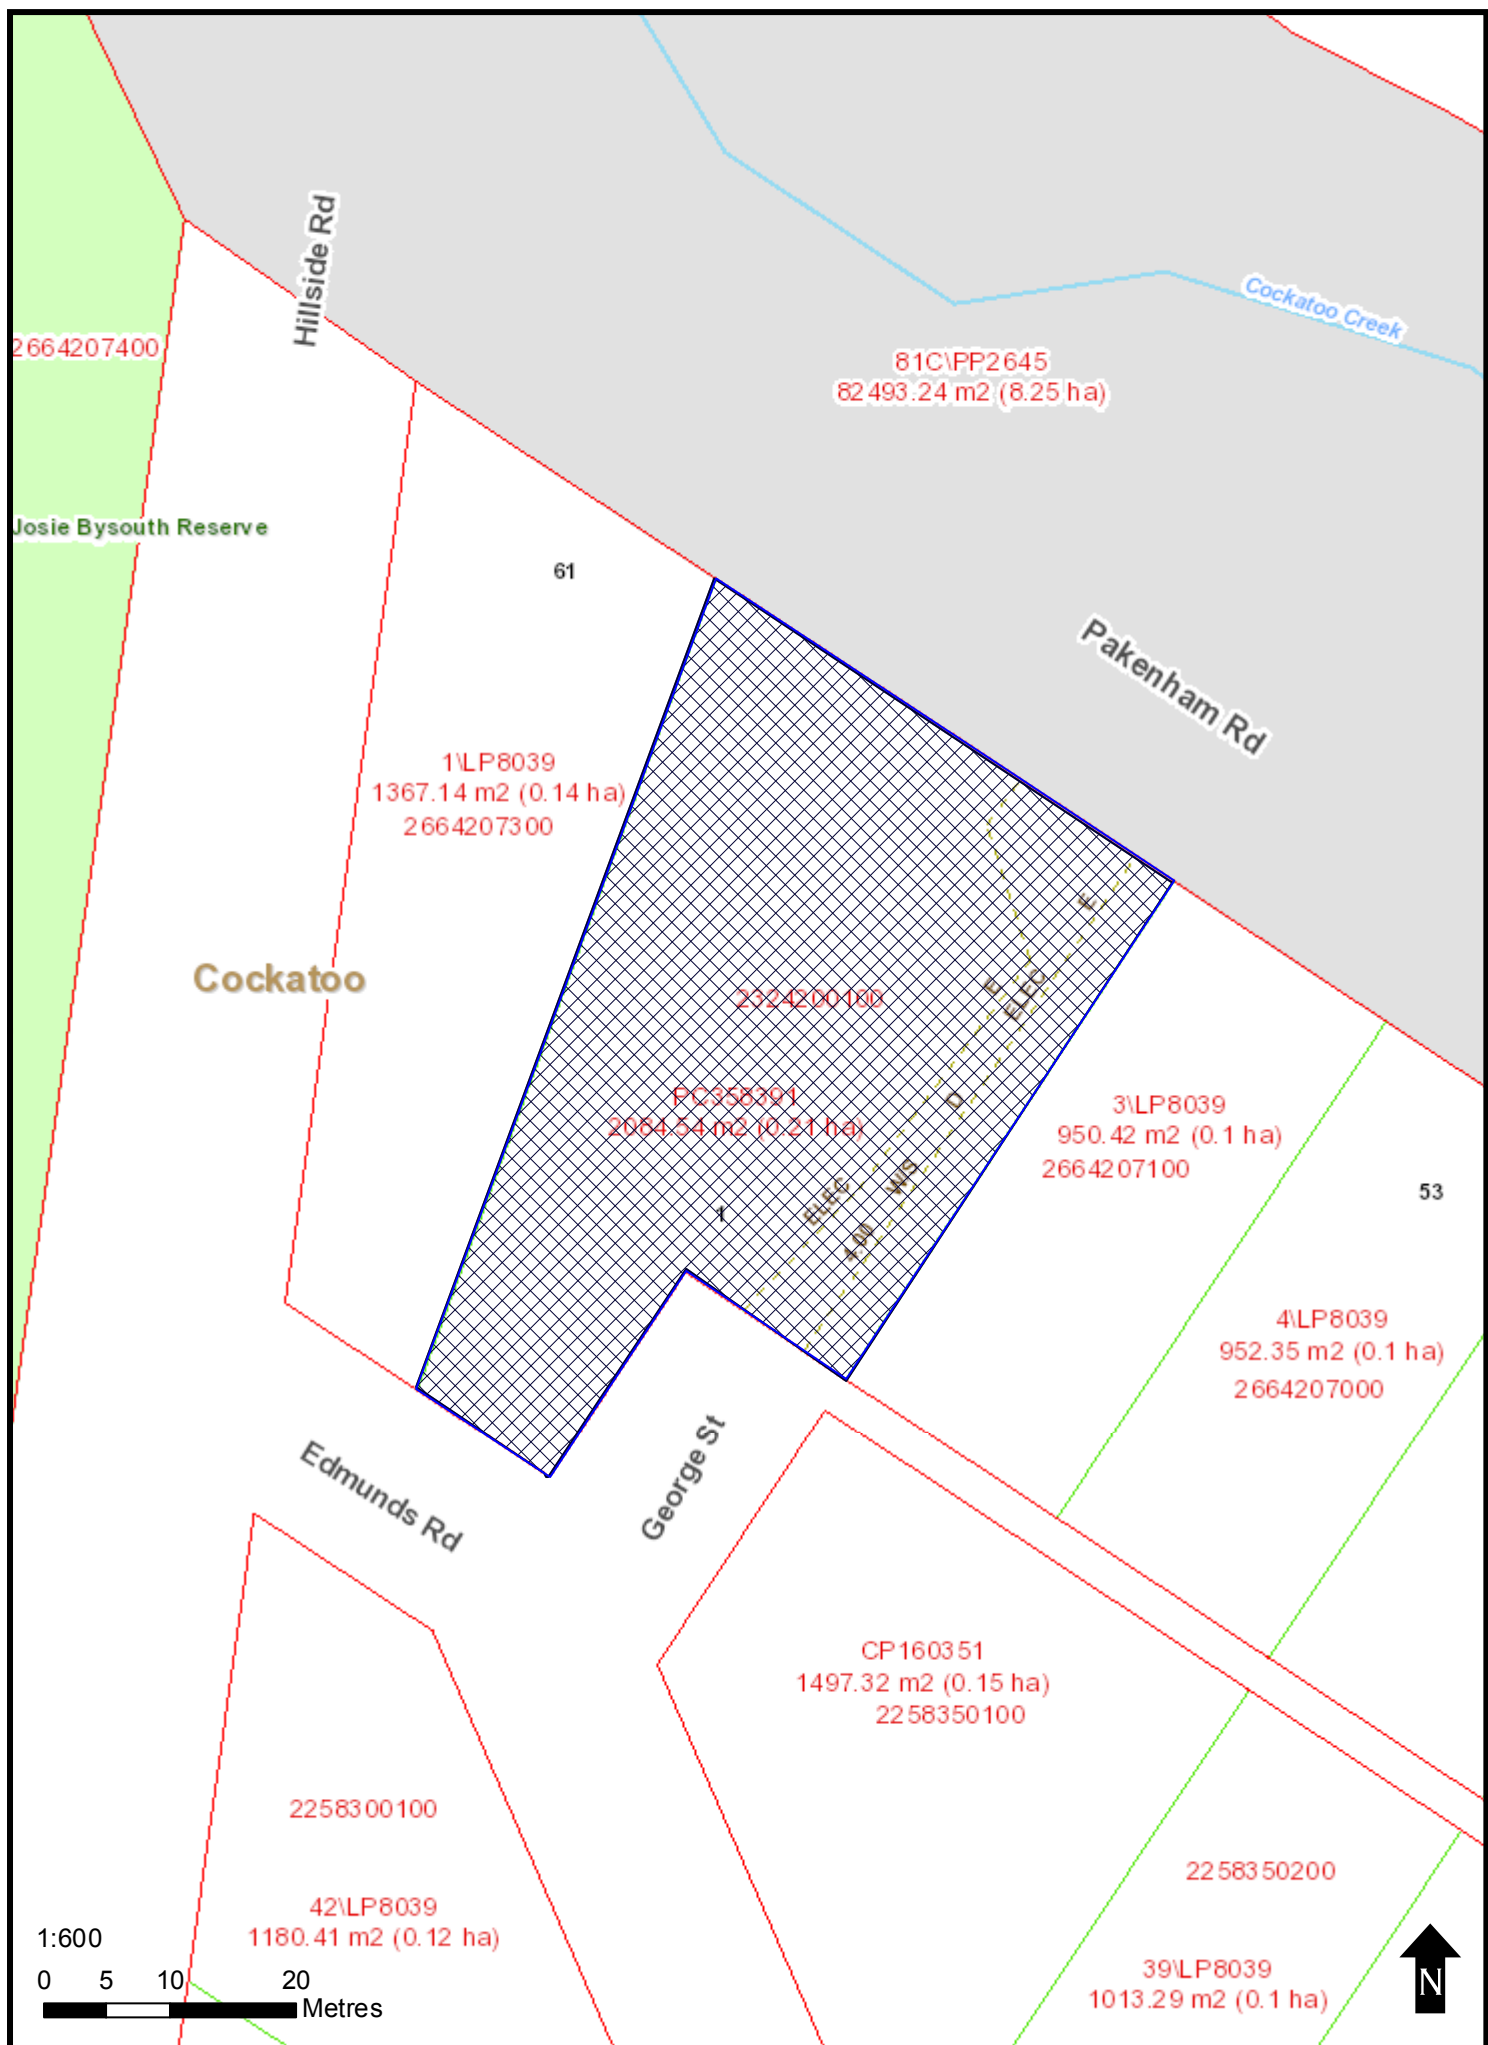 Hillside Rd
Cockatoo Creek
2664207400
81C\PP2645
82493.24 m2 (8.25 ha)
Josie Bysouth Reserve
61
Pakenham Rd
1\LP8039
1367.14 m2 (0.14 ha)
2664207300
E
Cockatoo
2324200100
E
ELEC
PC358391
2084.54 m2 (0.21 ha)
D
3\LP8039
950.42 m2 (0.1 ha)
2664207100
ELEC
WS
4.00
1
53
4\LP8039
952.35 m2 (0.1 ha)
2664207000
Edmunds Rd
George St
CP160351
1497.32 m2 (0.15 ha)
2258350100
2258300100
42\LP8039
1180.41 m2 (0.12 ha)
2258350200
39\LP8039
1013.29 m2 (0.1 ha)
1:600
0 5 10 20
Metres
N